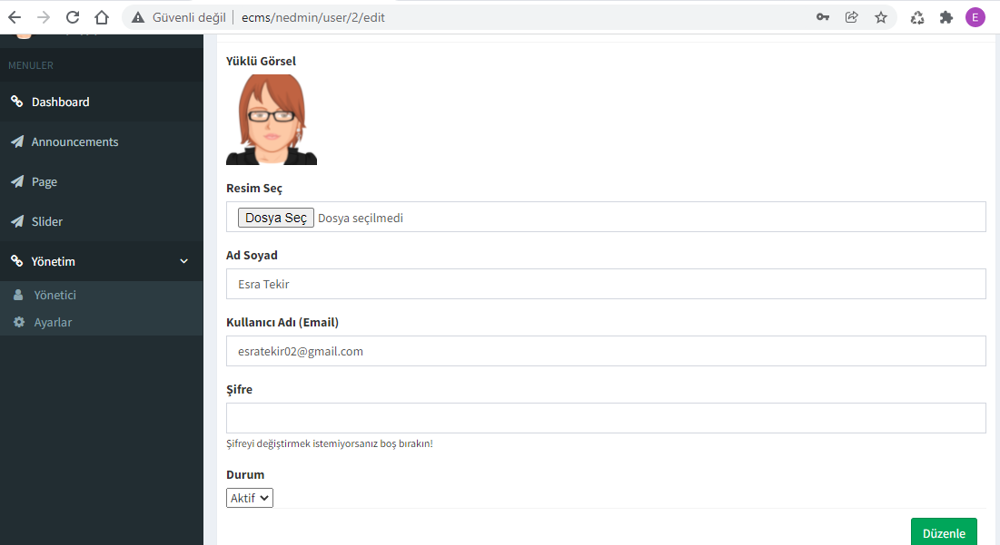 Güvenli değil
ecms/nedmin/user/2/edit
E
MENULER
Dashboard
Announcements
Page
Slider
Yönetim
Yönetici
Ayarlar
Yüklü Görsel
Resim Seç
Dosya Seç Dosya seçilmedi
Ad Soyad
Esra Tekir
Kullanıcı Adı (Email)
esratekir02@gmail.com
Şifre
Şifreyi değiştirmek istemiyorsanız boş bırakın!
Durum
Aktif
Düzenle